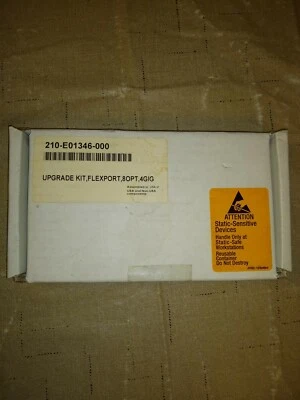 210-E01346-000
UPGRADE KIT,FLEXPORT,8OPT,4GIG
ATTENTION
Static-Sensitive
Devices
Handle Only at
Static-Safe
Workstations
Reusable
Container
Do Not Destroy